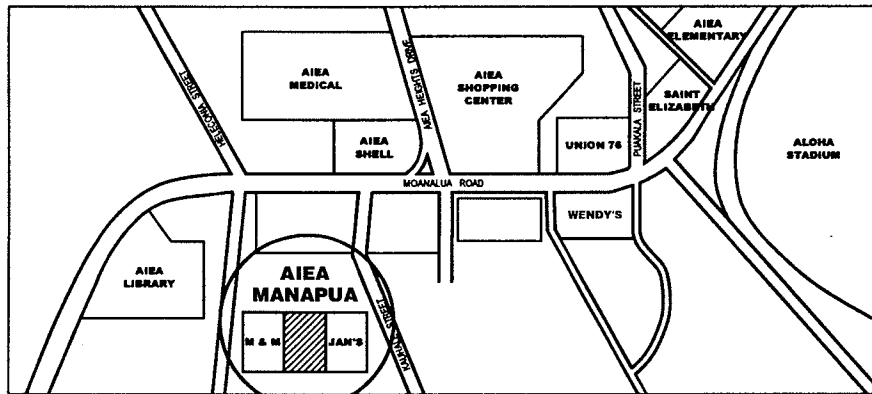 AIEA
ELEMENTARY
HELECONIA STREET
AIEA
MEDICAL
AIEA HEIGHTS DRIVE
AIEA
SHOPPING
CENTER
PUAKALA STREET
SAINT
ELIZABETH
AIEA
SHELL
UNION 76
ALOHA
STADIUM
MOANALUA ROAD
WENDY'S
AIEA
LIBRARY
AIEA
MANAPUA
M & M
JAN'S